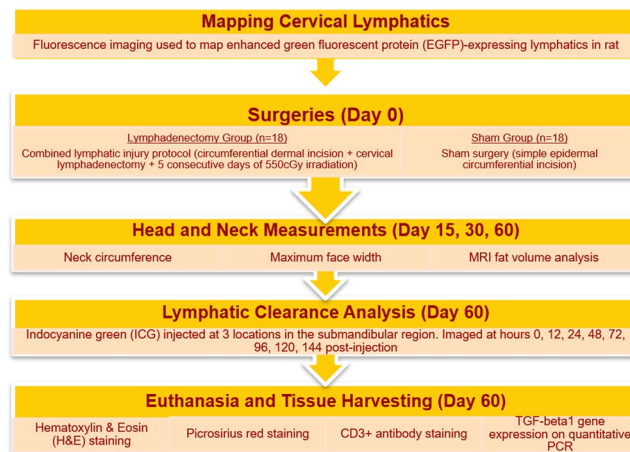 Mapping Cervical Lymphatics
Fluorescence imaging used to map enhanced green fluorescent protein (EGFP)-expressing lymphatics in rat
Surgeries (Day 0)
Lymphadenectomy Group (n=18)
Combined lymphatic injury protocol (circumferential dermal incision + cervical
lymphadenectomy + 5 consecutive days of 550cGy irradiation)
Sham Group (n=18)
Sham surgery (simple epidermal
circumferential incision)
Head and Neck Measurements (Day 15, 30, 60)
Neck circumference
Maximum face width
MRI fat volume analysis
Lymphatic Clearance Analysis (Day 60)
Indocyanine green (ICG) injected at 3 locations in the submandibular region. Imaged at hours 0, 12, 24, 48, 72,
96, 120, 144 post-injection
Euthanasia and Tissue Harvesting (Day 60)
Hematoxylin & Eosin
(H&E) staining
Picrosirius red staining
CD3+ antibody staining
TGF-beta1 gene
expression on quantitative
PCR